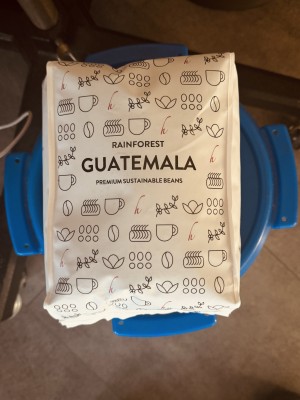 RAINFOREST
GUATEMALA
PREMIUM SUSTAINABLE BEANS